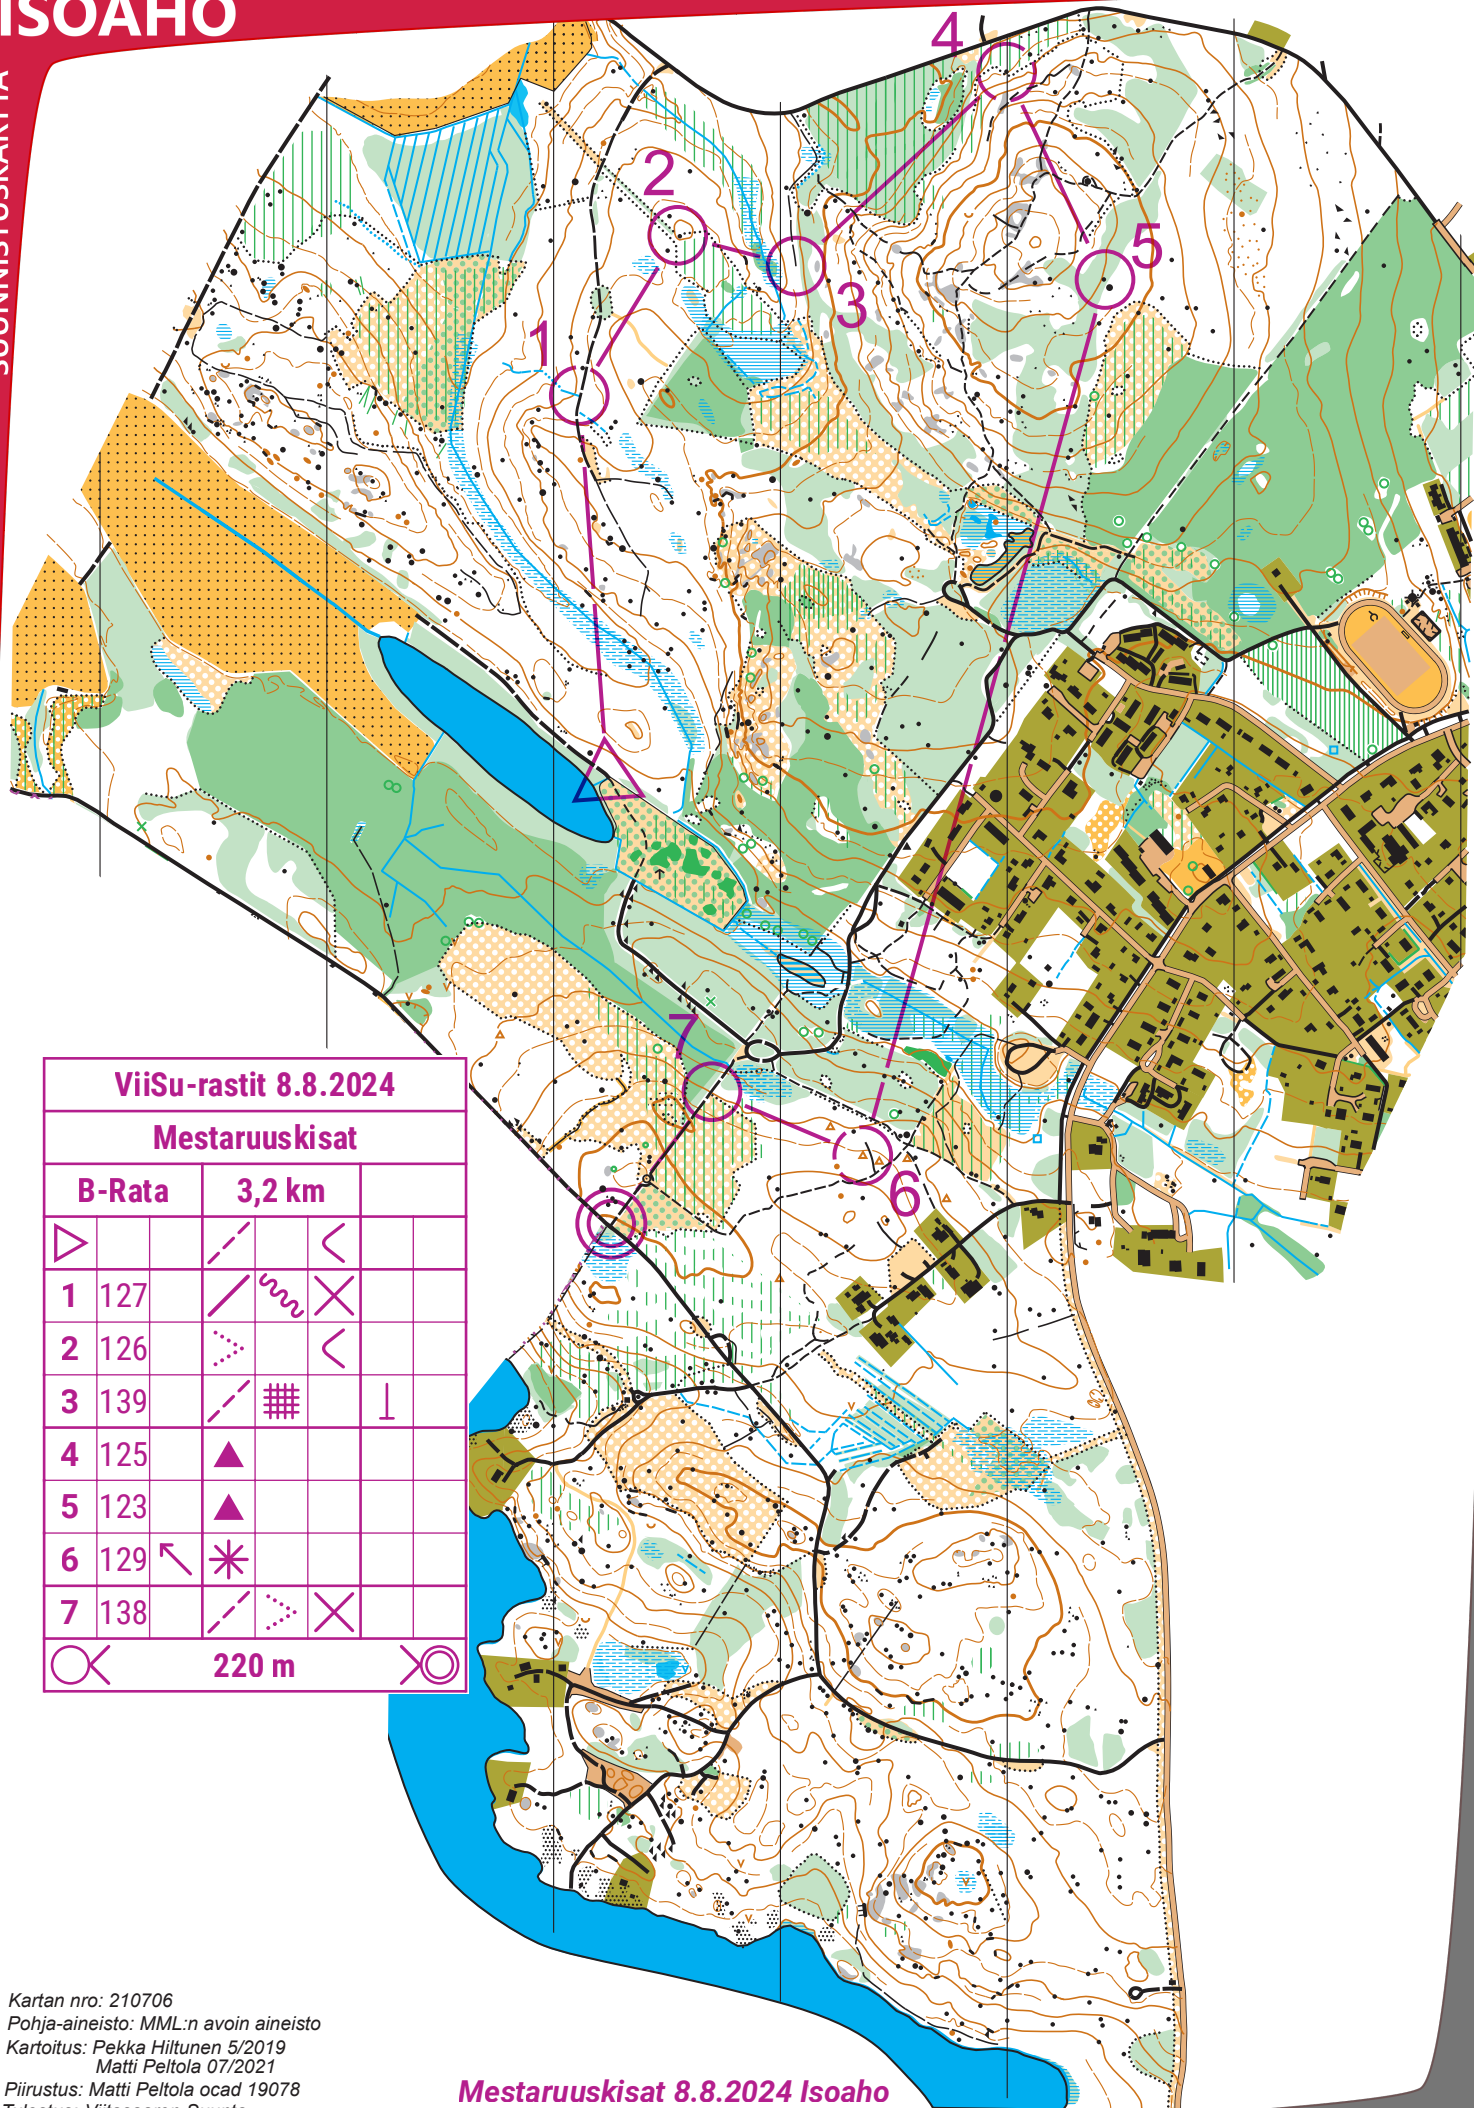 ISOAHO
SUUNNISTUSKARTTA
4
2
5
3
1
7
6
ViiSu-rastit 8.8.2024
Mestaruuskisat
B-Rata 3,2 km
1 127
2 126
3 139
4 125
5 123
6 129
7 138
220 m
Kartan nro: 210706
Pohja-aineisto: MML:n avoin aineisto
Kartoitus: Pekka Hiltunen 5/2019
Matti Peltola 07/2021
Piirustus: Matti Peltola ocad 19078
Mestaruuskisat 8.8.2024 Isoaho